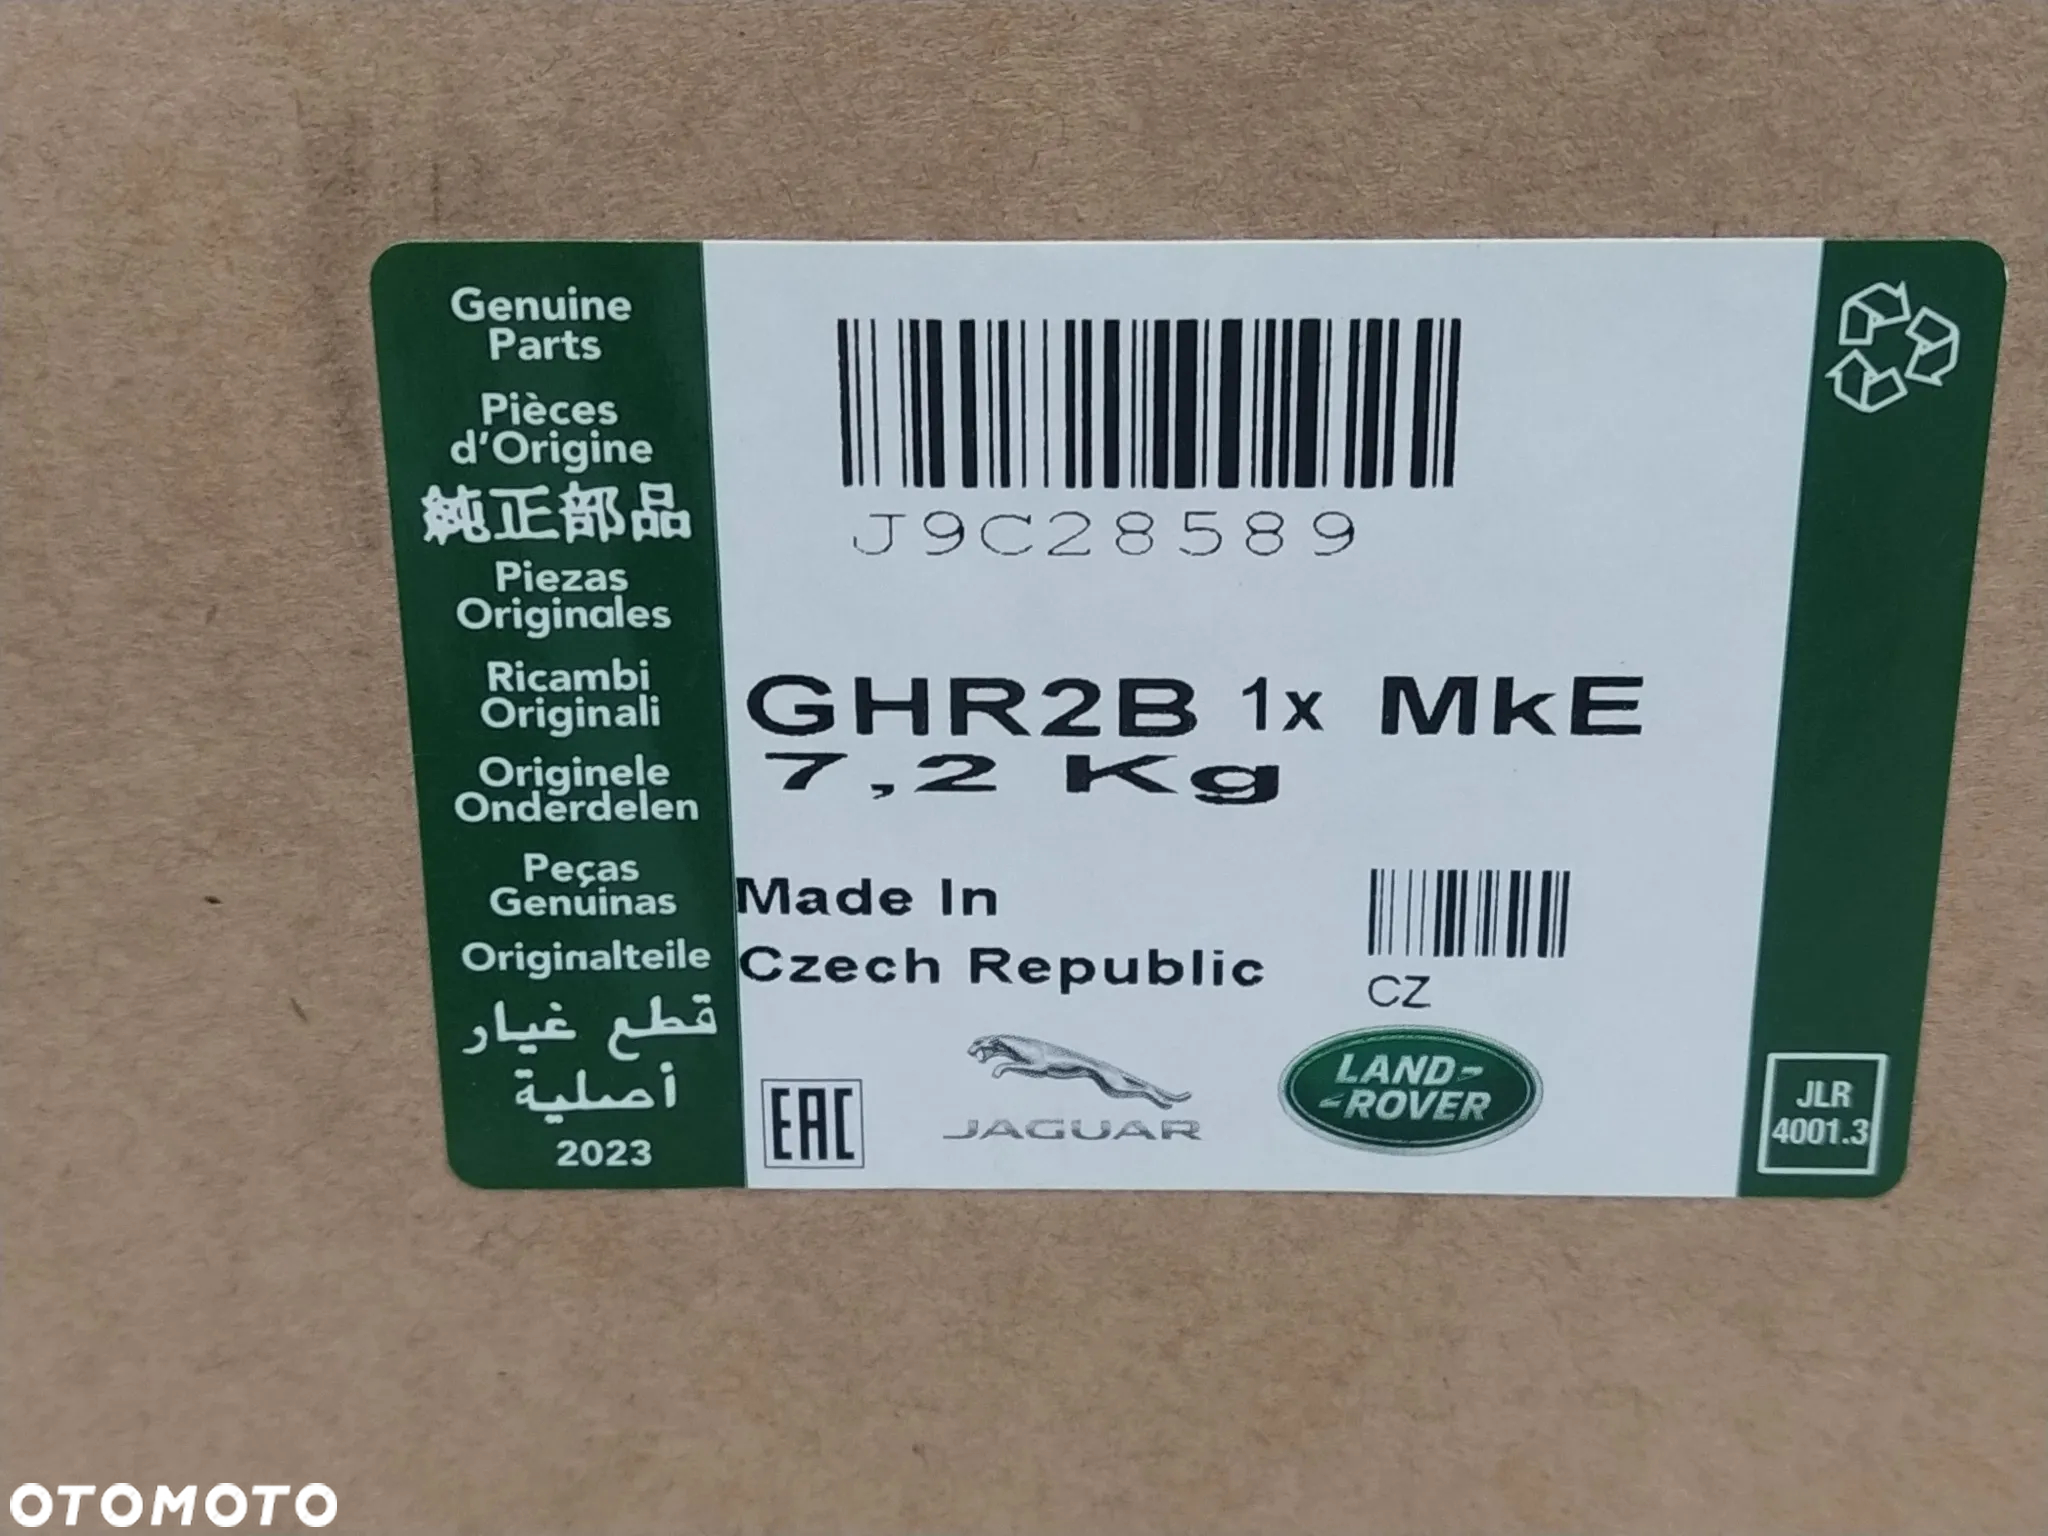 Genuine
Parts
Pièces
d'Origine
純正部品
Piezas
Originales
Ricambi
Originali
Originele
Onderdelen
Peças
Genuinas
Originalteile
قطع غيار
أصلية
2023
J9C28589
GHR2B 1x MkE
7,2 Kg
Made In
Czech Republic
CZ
EAC
JAGUAR
LAND-
-ROVER
JLR
4001.3
OTOMOTO